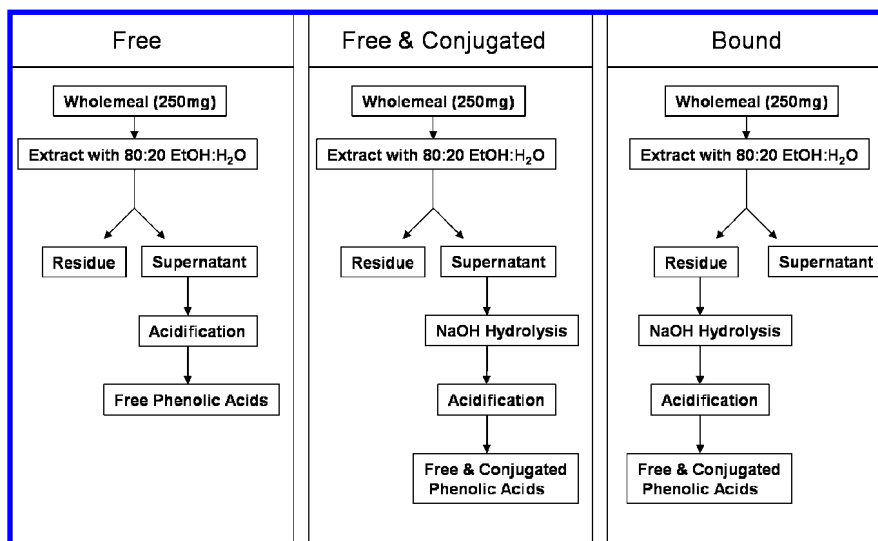 Free
Wholemeal (250mg)
Extract with 80:20 EtOH:H₂O
Residue
Supernatant
Acidification
Free Phenolic Acids
Free & Conjugated
Wholemeal (250mg)
Extract with 80:20 EtOH:H₂O
Residue
Supernatant
NaOH Hydrolysis
Acidification
Free & Conjugated
Phenolic Acids
Bound
Wholemeal (250mg)
Extract with 80:20 EtOH:H₂O
Residue
Supernatant
NaOH Hydrolysis
Acidification
Free & Conjugated
Phenolic Acids